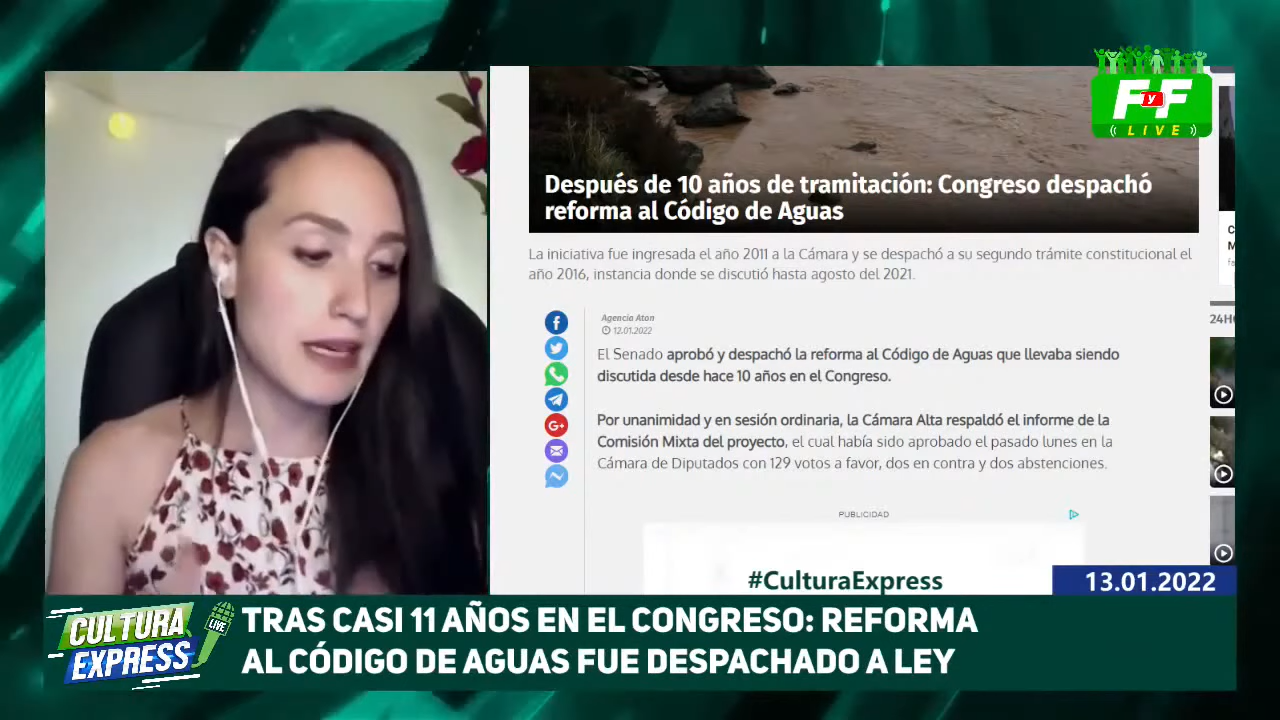 FyF
LIVE
Después de 10 años de tramitación: Congreso despachó
reforma al Código de Aguas
La iniciativa fue ingresada el año 2011 a la Cámara y se despachó a su segundo trámite constitucional el
año 2016, instancia donde se discutió hasta agosto del 2021.
Agencia Aton
12.01.2022
El Senado aprobó y despachó la reforma al Código de Aguas que llevaba siendo
discutida desde hace 10 años en el Congreso.
Por unanimidad y en sesión ordinaria, la Cámara Alta respaldó el informe de la
Comisión Mixta del proyecto, el cual había sido aprobado el pasado lunes en la
Cámara de Diputados con 129 votos a favor, dos en contra y dos abstenciones.
PUBLICIDAD
#CulturaExpress
13.01.2022
CULTURA
EXPRESS
LIVE
TRAS CASI 11 AÑOS EN EL CONGRESO: REFORMA
AL CÓDIGO DE AGUAS FUE DESPACHADO A LEY